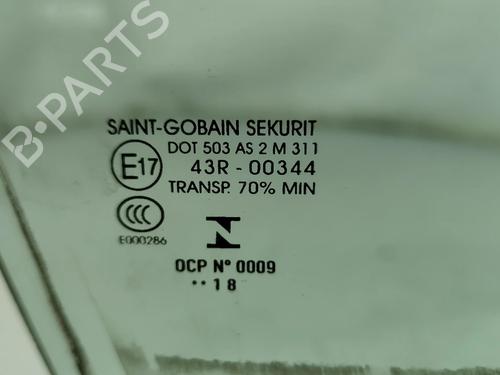 B-PARTS
SAINT-GOBAIN SEKURIT
DOT 503 AS 2 M 311
E17
43R - 00344
TRANSP. 70% MIN
CCC
E000286
N
OCP Nº 0009
··18